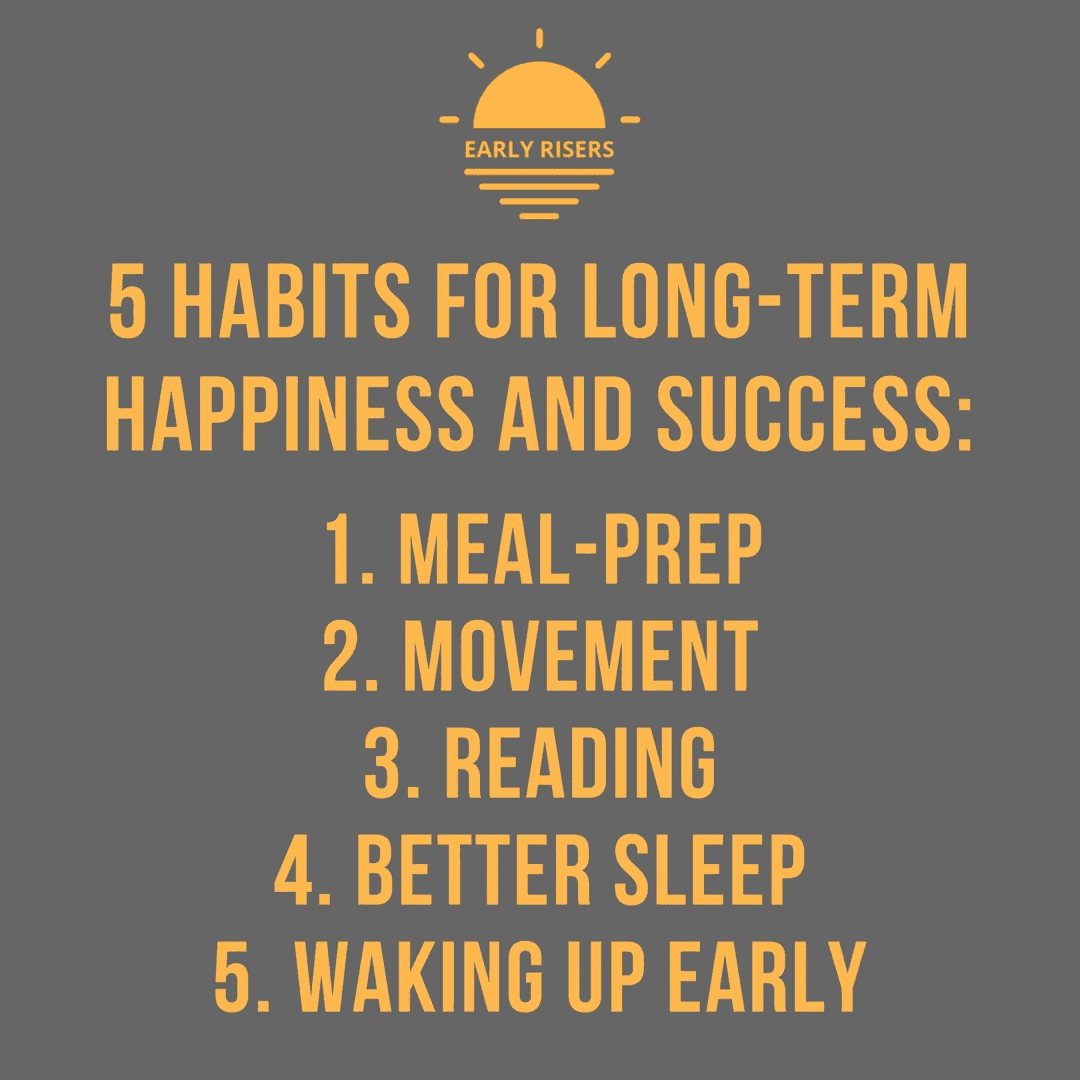 EARLY RISERS
5 HABITS FOR LONG-TERM
HAPPINESS AND SUCCESS:
1. MEAL-PREP
2. MOVEMENT
3. READING
4. BETTER SLEEP
5. WAKING UP EARLY